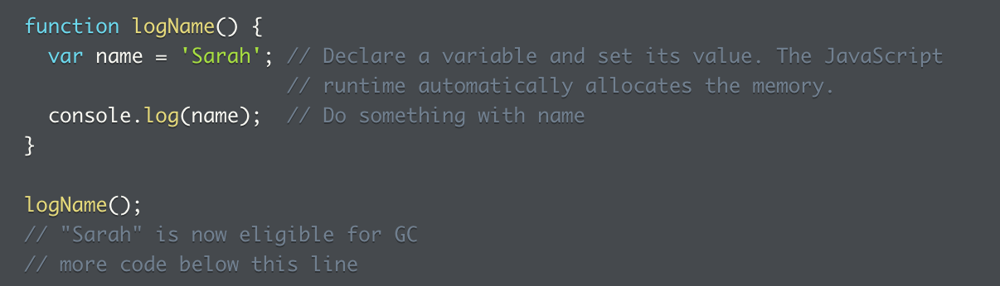 function logName() {
  var name = 'Sarah'; // Declare a variable and set its value. The JavaScript
                      // runtime automatically allocates the memory.
  console.log(name);  // Do something with name
}

logName();
// "Sarah" is now eligible for GC
// more code below this line